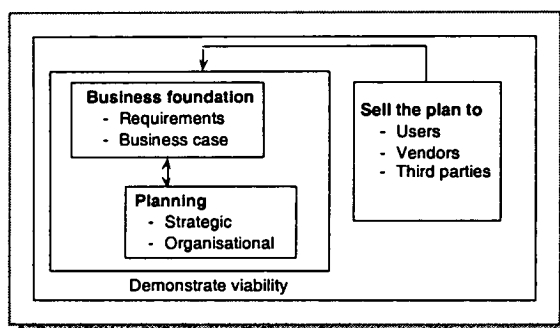 Business foundation
- Requirements
- Business case
Planning
- Strategic
- Organisational
Demonstrate viability
Sell the plan to
- Users
- Vendors
- Third parties